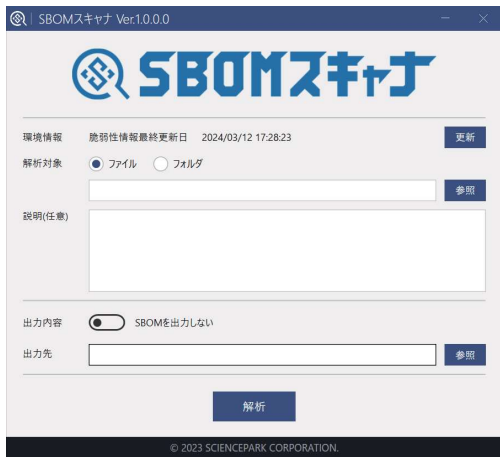 SBOMスキャナ Ver.1.0.0.0
SBOMスキャナ
環境情報 脆弱性情報最終更新日 2024/03/12 17:28:23 更新
解析対象 ファイル フォルダ
参照
説明(任意)
出力内容 SBOMを出力しない
出力先 参照
解析
© 2023 SCIENCEPARK CORPORATION.